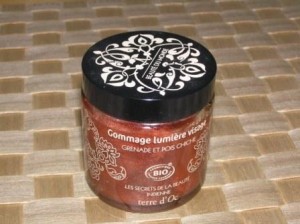 Gommage lumière visage
GRENADE ET POIS CHICHE
BIO
LES SECRETS DE LA BEAUTÉ
INDIENNE
terre d'Oc